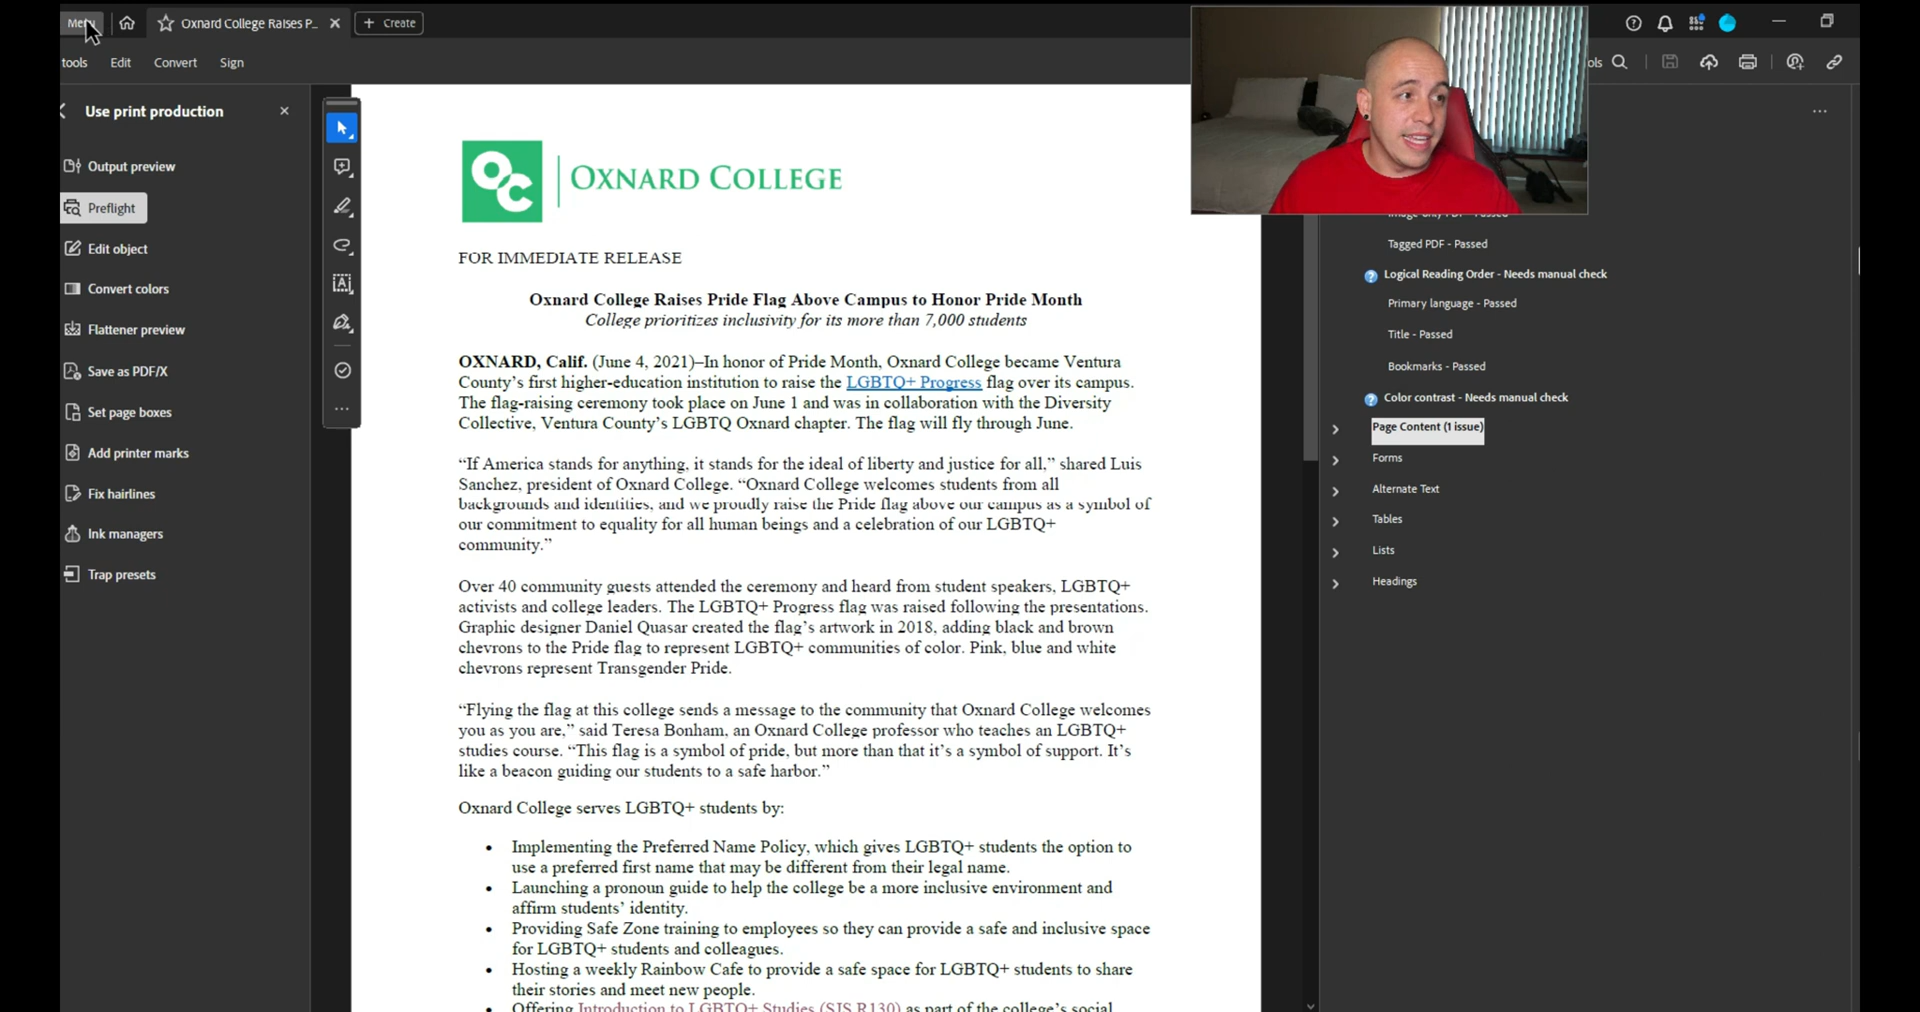 Menu
Oxnard College Raises P...
Create
tools
Edit
Convert
Sign
Use print production
Output preview
Preflight
Edit object
Convert colors
Flattener preview
Save as PDF/X
Set page boxes
Add printer marks
Fix hairlines
Ink managers
Trap presets
OC
OXNARD COLLEGE
FOR IMMEDIATE RELEASE
Oxnard College Raises Pride Flag Above Campus to Honor Pride Month
College prioritizes inclusivity for its more than 7,000 students
OXNARD, Calif. (June 4, 2021)–In honor of Pride Month, Oxnard College became Ventura
County’s first higher-education institution to raise the LGBTQ+ Progress flag over its campus.
The flag-raising ceremony took place on June 1 and was in collaboration with the Diversity
Collective, Ventura County’s LGBTQ Oxnard chapter. The flag will fly through June.
“If America stands for anything, it stands for the ideal of liberty and justice for all,” shared Luis
Sanchez, president of Oxnard College. “Oxnard College welcomes students from all
backgrounds and identities, and we proudly raise the Pride flag above our campus as a symbol of
our commitment to equality for all human beings and a celebration of our LGBTQ+
community.”
Over 40 community guests attended the ceremony and heard from student speakers, LGBTQ+
activists and college leaders. The LGBTQ+ Progress flag was raised following the presentations.
Graphic designer Daniel Quasar created the flag’s artwork in 2018, adding black and brown
chevrons to the Pride flag to represent LGBTQ+ communities of color. Pink, blue and white
chevrons represent Transgender Pride.
“Flying the flag at this college sends a message to the community that Oxnard College welcomes
you as you are,” said Teresa Bonham, an Oxnard College professor who teaches an LGBTQ+
studies course. “This flag is a symbol of pride, but more than that it’s a symbol of support. It’s
like a beacon guiding our students to a safe harbor.”
Oxnard College serves LGBTQ+ students by:
• Implementing the Preferred Name Policy, which gives LGBTQ+ students the option to
use a preferred first name that may be different from their legal name.
• Launching a pronoun guide to help the college be a more inclusive environment and
affirm students’ identity.
• Providing Safe Zone training to employees so they can provide a safe and inclusive space
for LGBTQ+ students and colleagues.
• Hosting a weekly Rainbow Cafe to provide a safe space for LGBTQ+ students to share
their stories and meet new people.
• Offering Introduction to LGBTQ+ Studies (SJS R130) as part of the college’s social
ols
Image-only PDF - Passed
Tagged PDF - Passed
Logical Reading Order - Needs manual check
Primary language - Passed
Title - Passed
Bookmarks - Passed
Color contrast - Needs manual check
Page Content (1 issue)
Forms
Alternate Text
Tables
Lists
Headings